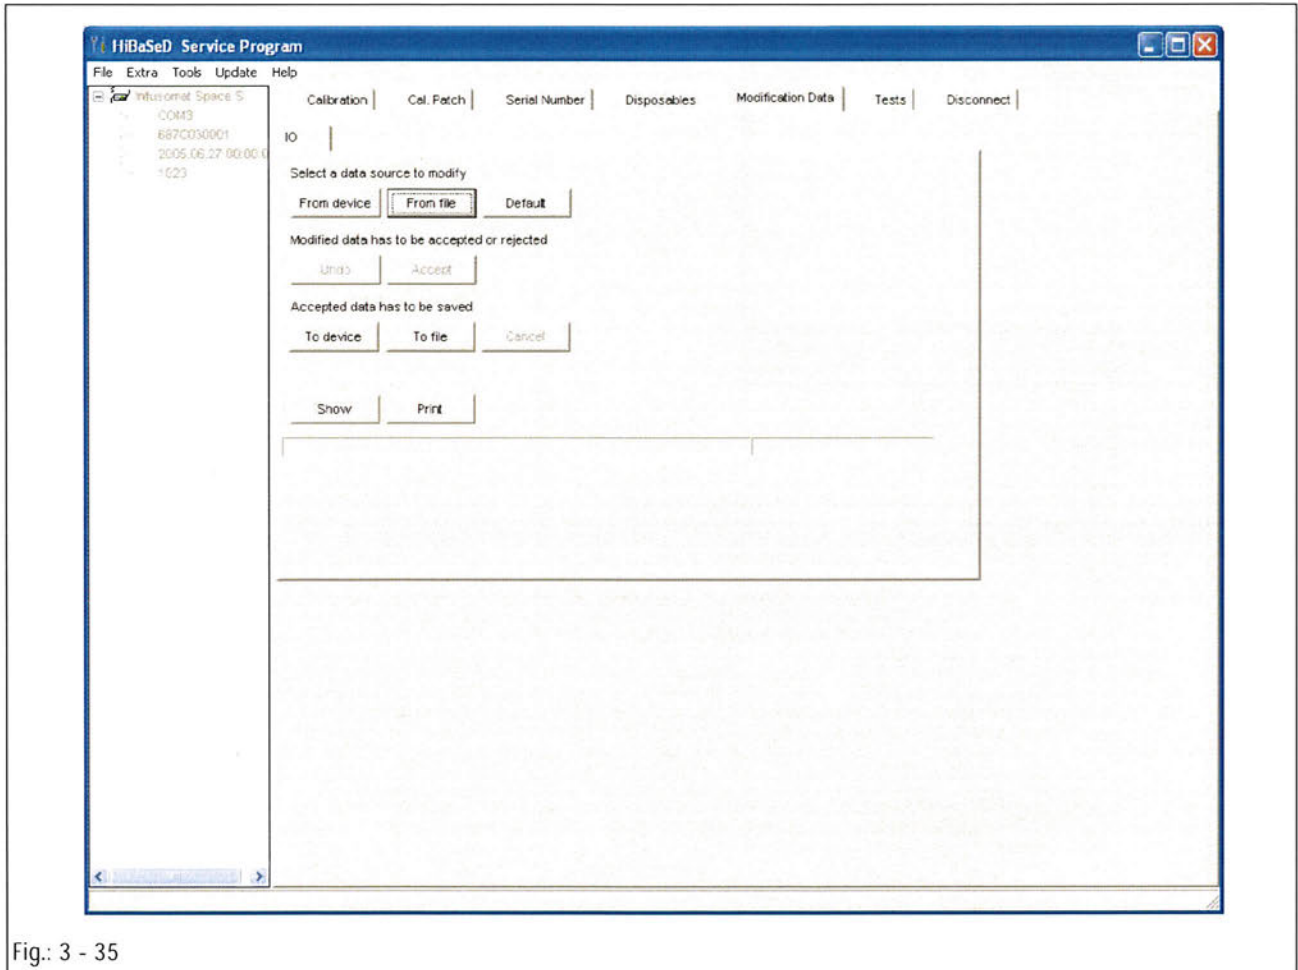 HiBaSeD Service Program
File Extra Tools Update Help
Infusomat Space S
COM3
687C030001
2005.06.27 00:00:0
1023
Calibration Cal. Patch Serial Number Disposables Modification Data Tests Disconnect
IO
Select a data source to modify
From device From file Default
Modified data has to be accepted or rejected
Undo Accept
Accepted data has to be saved
To device To file Cancel
Show Print
Fig.: 3 - 35